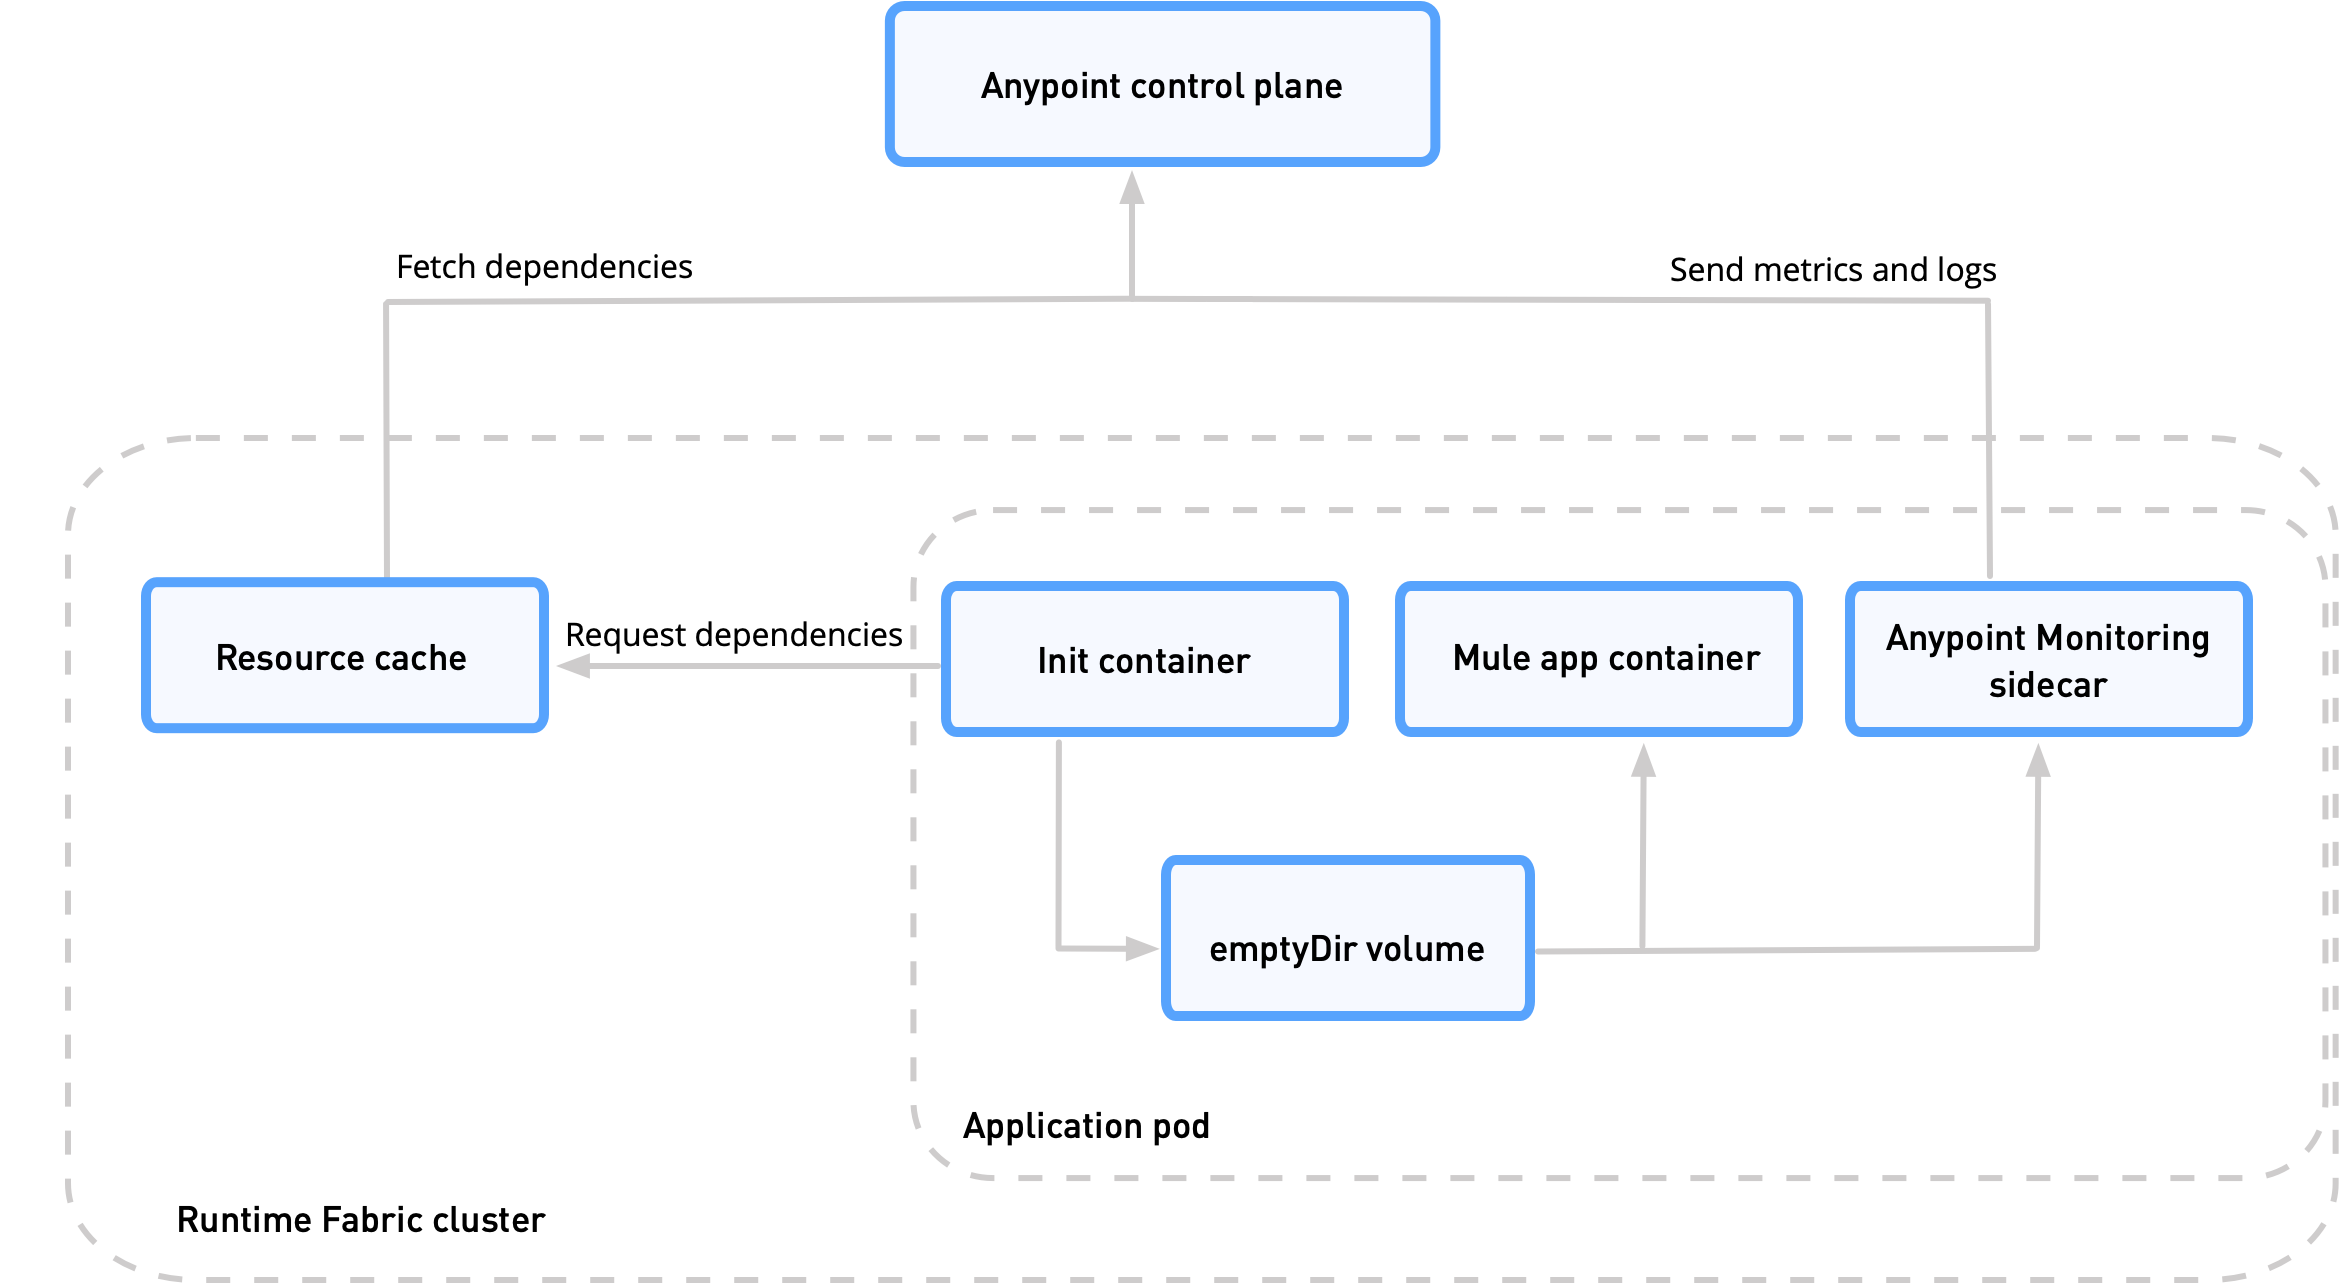 Anypoint control plane
Fetch dependencies
Send metrics and logs
Resource cache
Request dependencies
Init container
Mule app container
Anypoint Monitoring
sidecar
emptyDir volume
Application pod
Runtime Fabric cluster